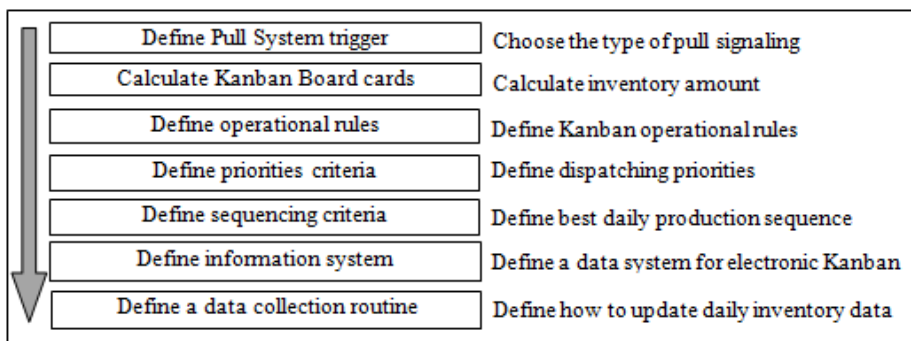 Define Pull System trigger Choose the type of pull signaling
Calculate Kanban Board cards Calculate inventory amount
Define operational rules Define Kanban operational rules
Define priorities criteria Define dispatching priorities
Define sequencing criteria Define best daily production sequence
Define information system Define a data system for electronic Kanban
Define a data collection routine Define how to update daily inventory data